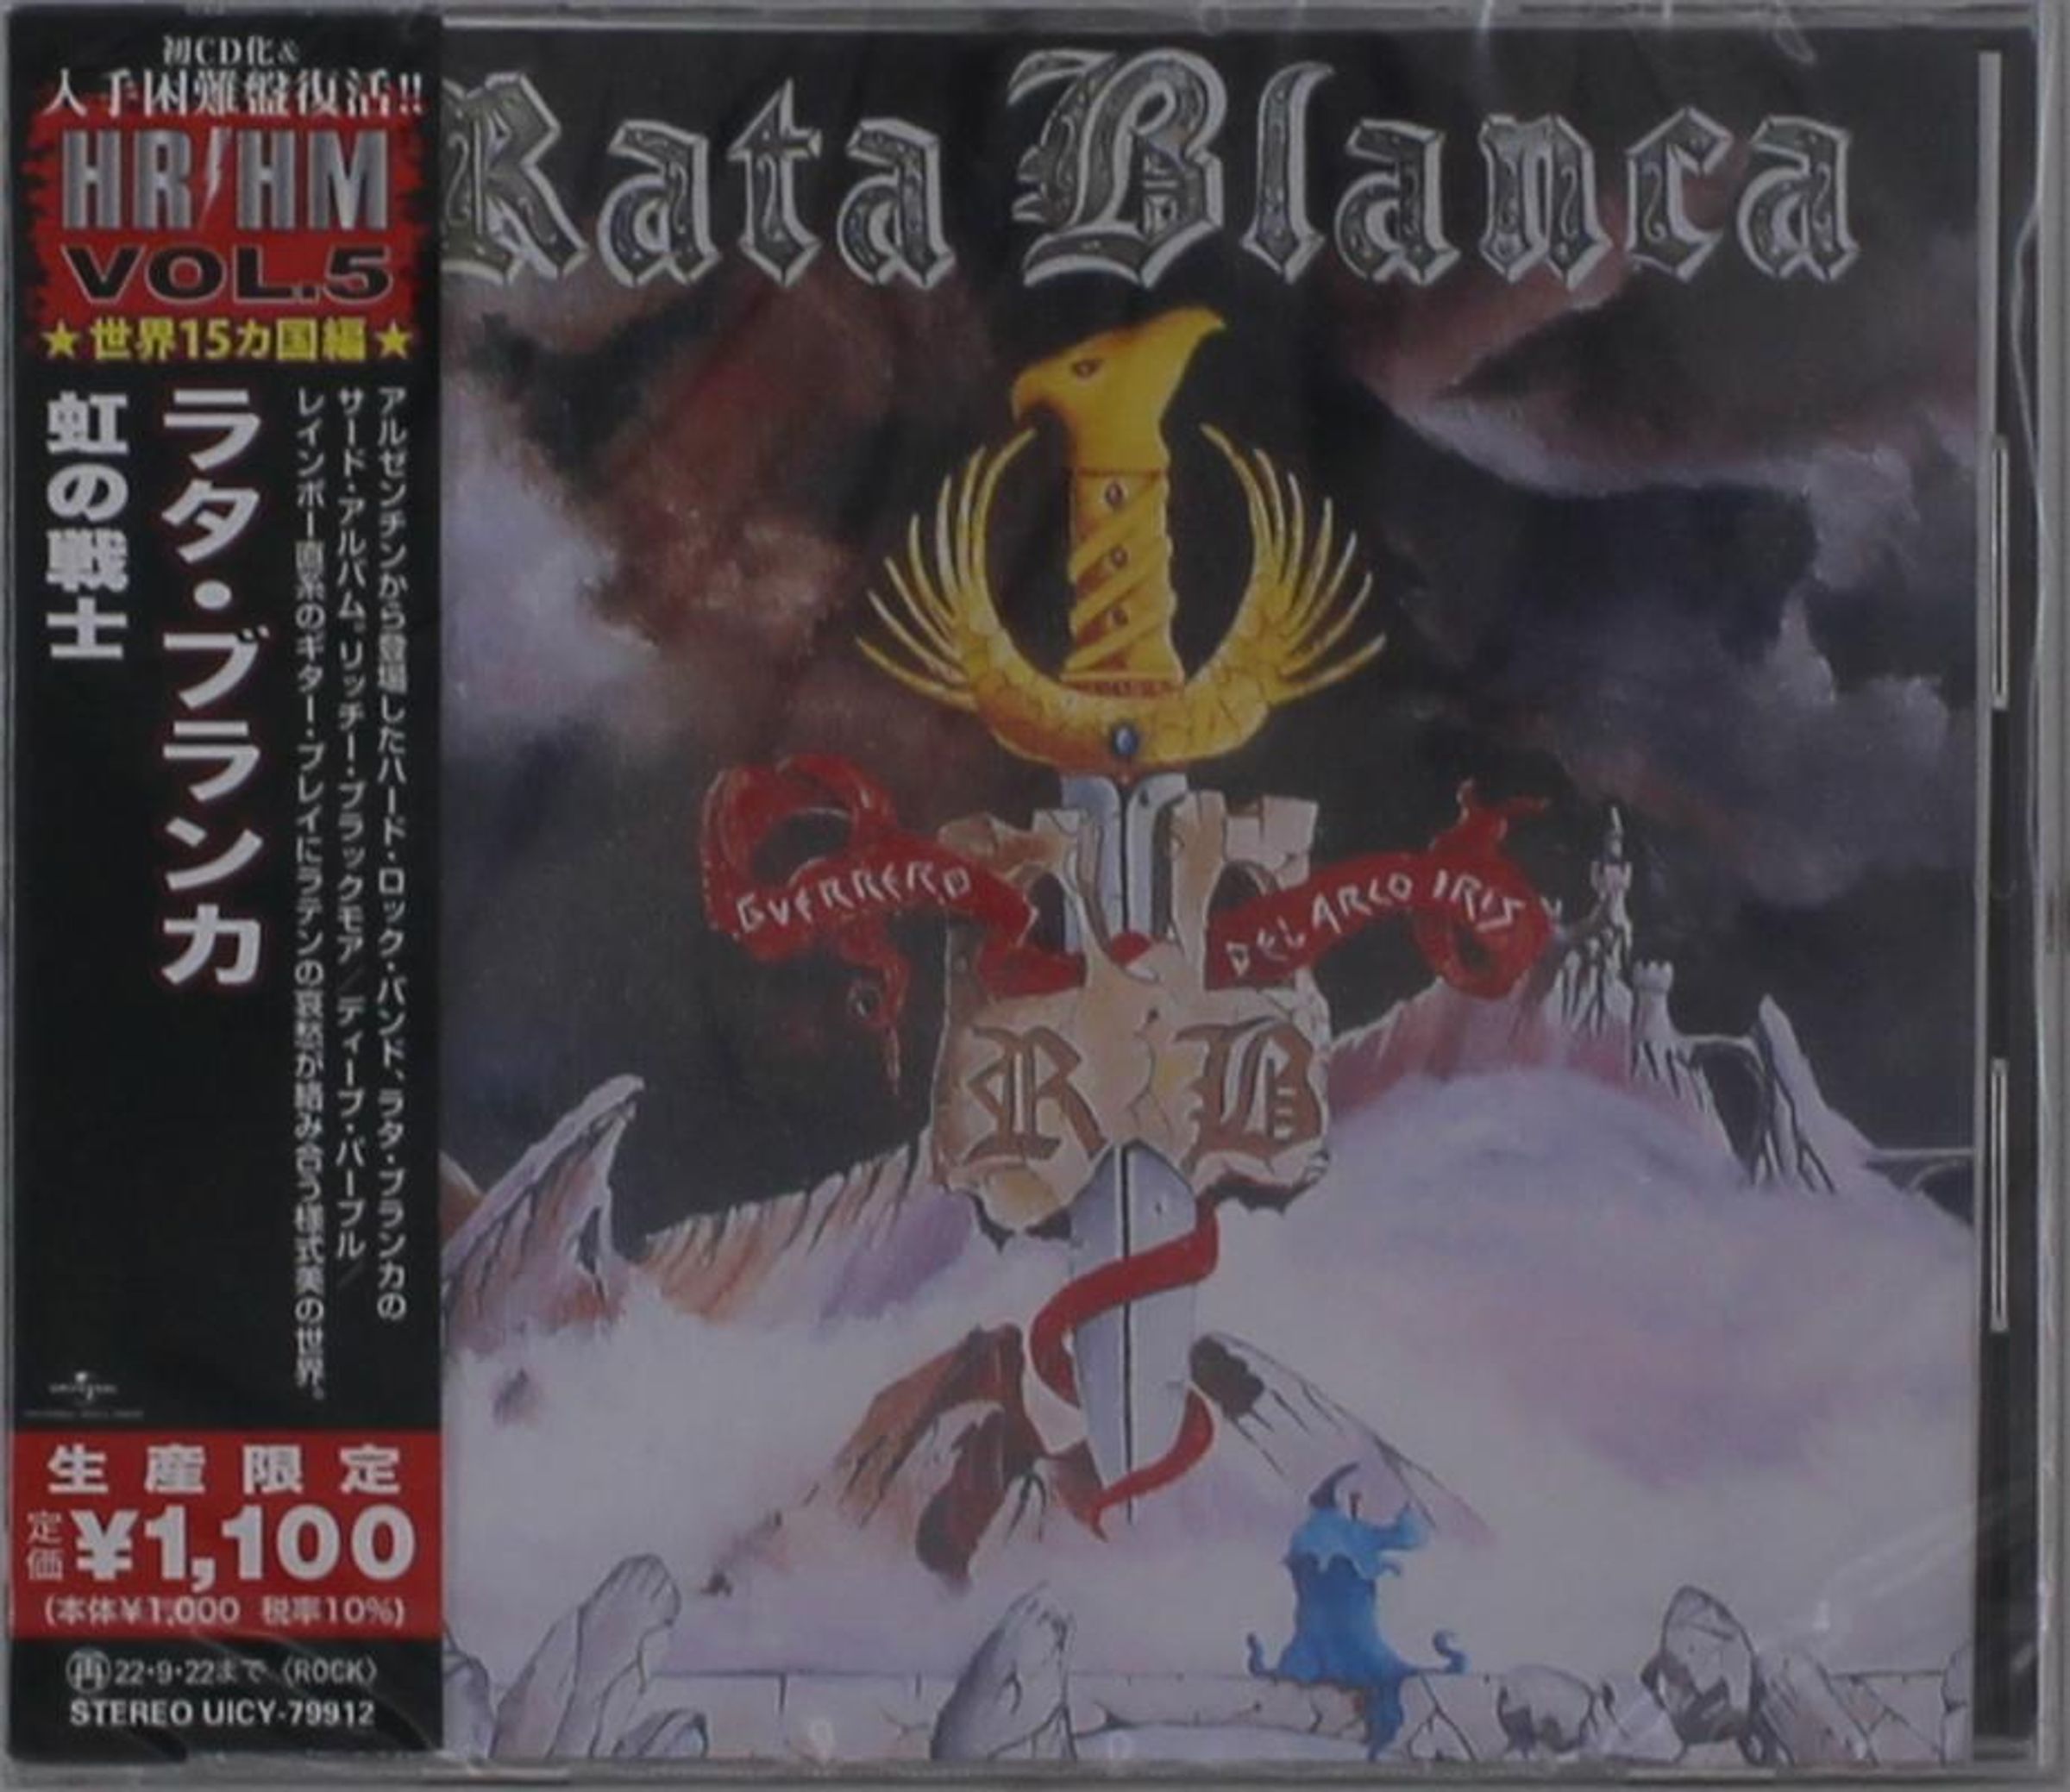 初CD化&
入手困難盤復活!!
HR/HM
VOL.5
★世界15カ国編★
アルゼンチンから登場したハード・ロック・バンド、ラタ・ブランカの
サード・アルバム。リッチー・ブラックモア／ディープ・パープル／
レインボー直系のギター・プレイにラテンの哀愁が絡み合う様式美の世界。
ラタ・ブランカ
虹の戦士
UNIVERSAL
生産限定
定価¥1,100
(本体¥1,000 税率10%)
再22・9・22まで〈ROCK〉
STEREO UICY-79912
Rata Blanca
GUERRERO
DEL ARCO IRIS
R B